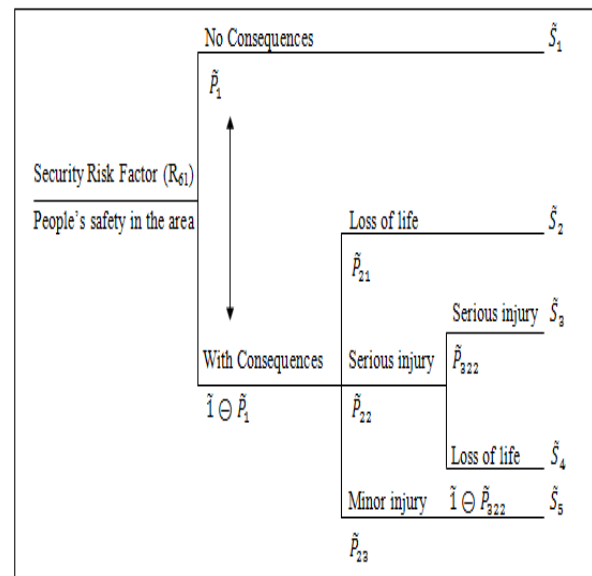 No Consequences
S̃₁
P̃₁
Security Risk Factor (R₆₁)
People's safety in the area
Loss of life
S̃₂
P̃₂₁
Serious injury
S̃₃
With Consequences
Serious injury
P̃₃₂₂
1̃ ⊖ P̃₁
P̃₂₂
Loss of life
S̃₄
Minor injury
1̃ ⊖ P̃₃₂₂
S̃₅
P̃₂₃